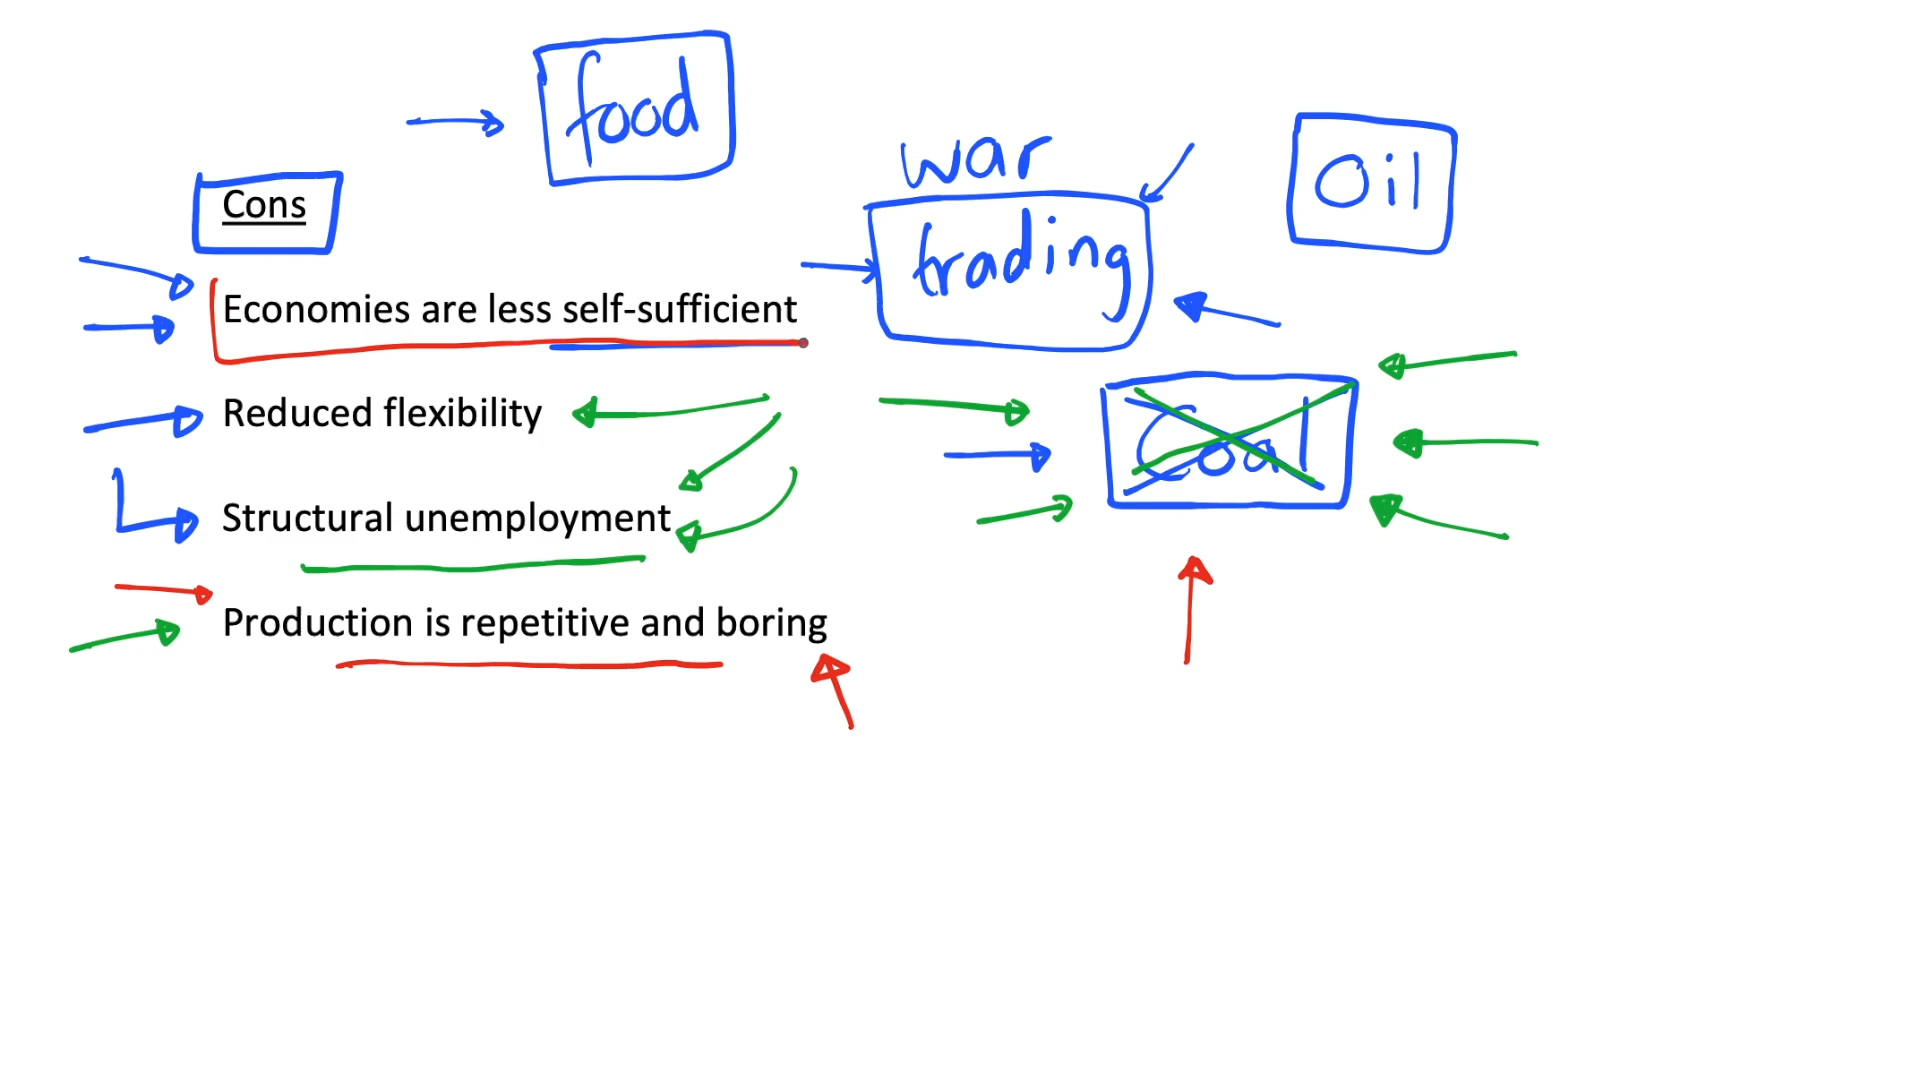 food
war
Oil
Cons
trading
Economies are less self-sufficient
Reduced flexibility
Coal
Structural unemployment
Production is repetitive and boring